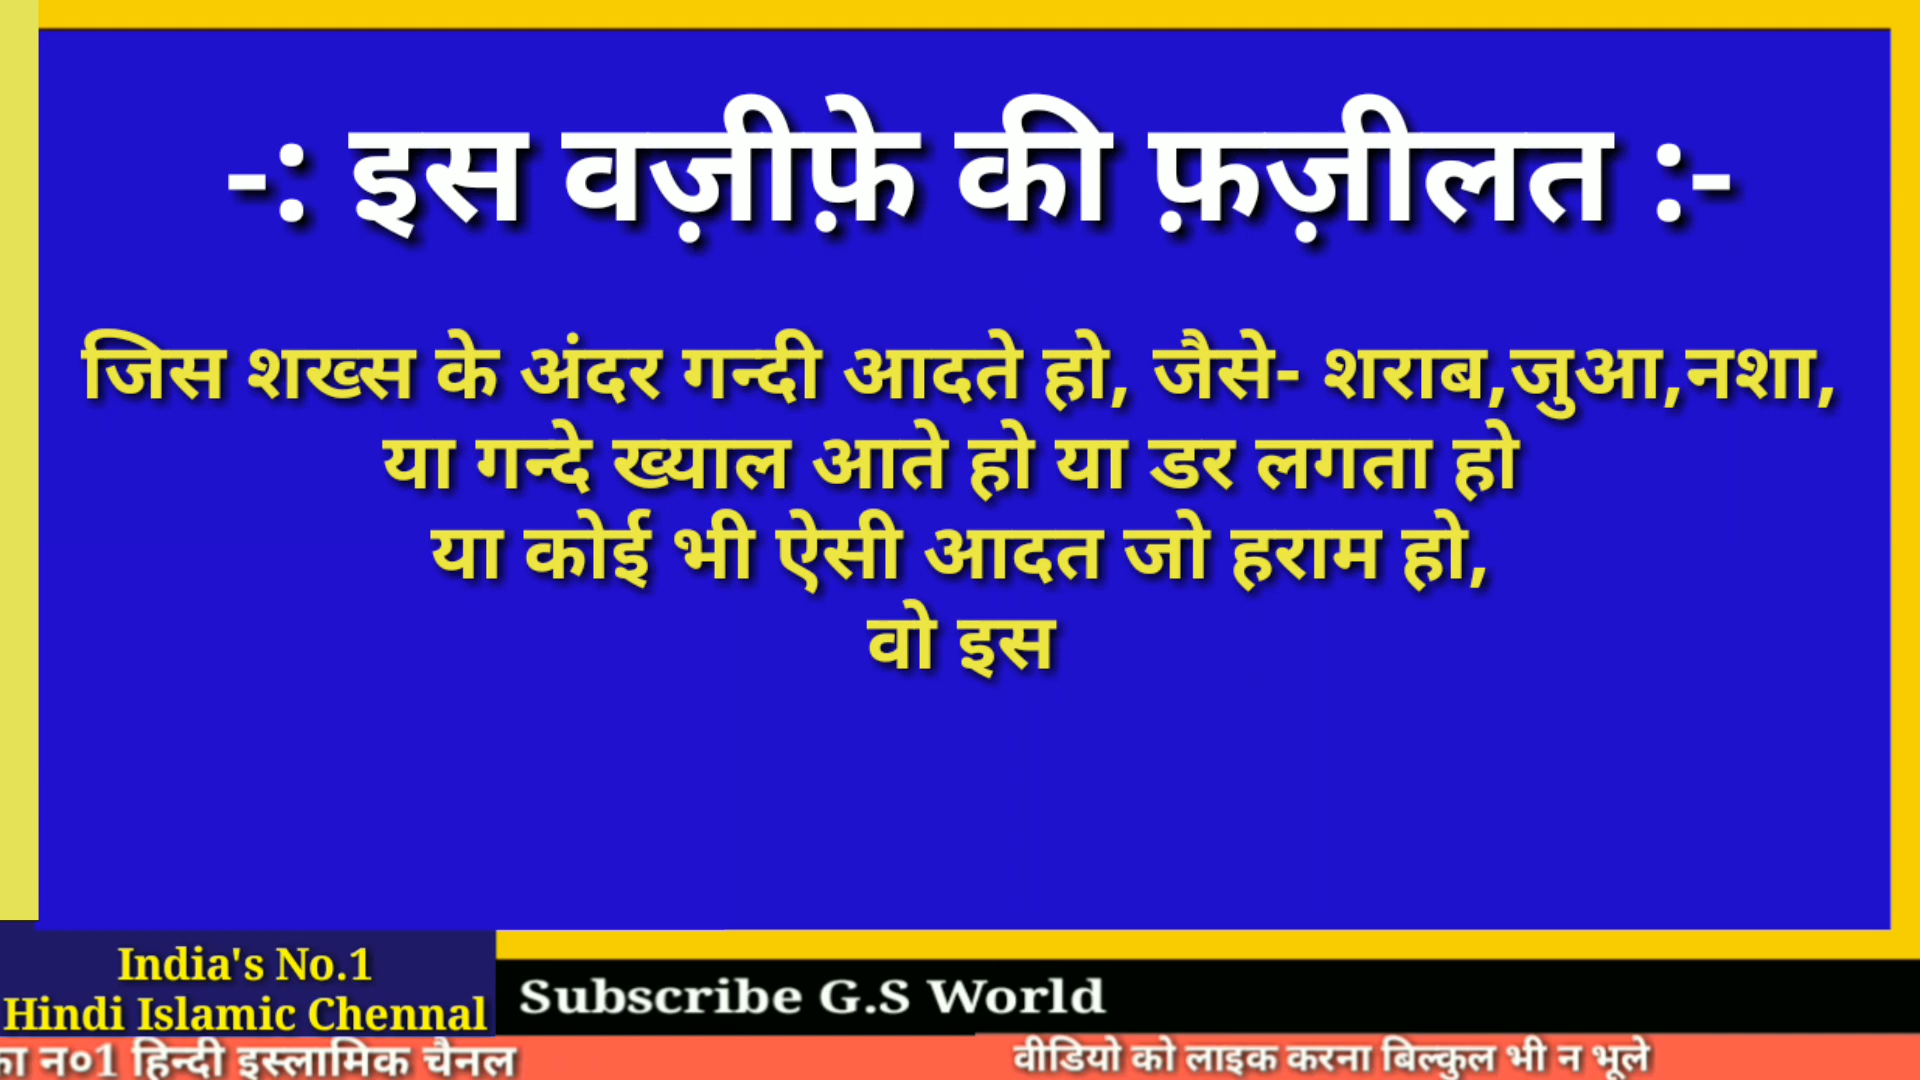 -: इस वज़ीफ़े की फ़ज़ीलत :-
जिस शख्स के अंदर गन्दी आदते हो, जैसे- शराब,जुआ,नशा,
या गन्दे ख्याल आते हो या डर लगता हो
या कोई भी ऐसी आदत जो हराम हो,
वो इस
India's No.1
Hindi Islamic Chennal
Subscribe G.S World
का न०1 हिन्दी इस्लामिक चैनल
वीडियो को लाइक करना बिल्कुल भी न भूले